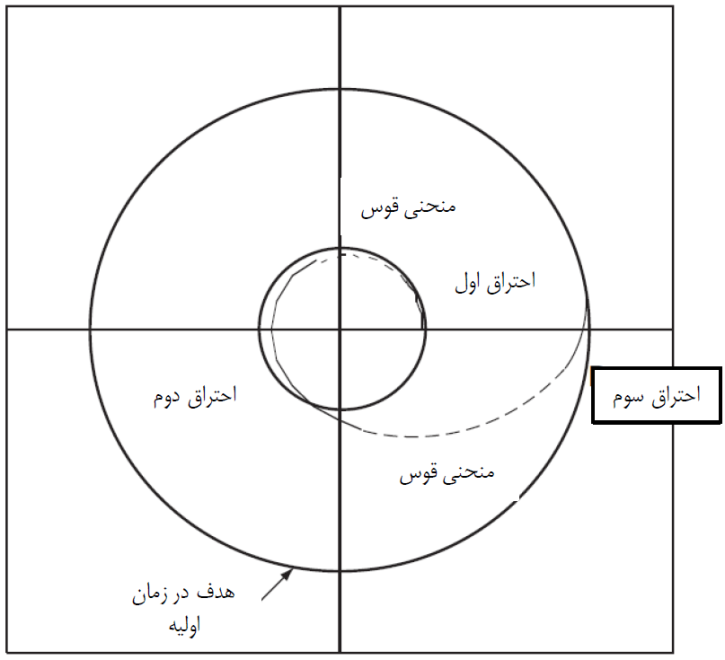 منحنی قوس
احتراق اول
احتراق دوم
احتراق سوم
منحنی قوس
هدف در زمان
اولیه